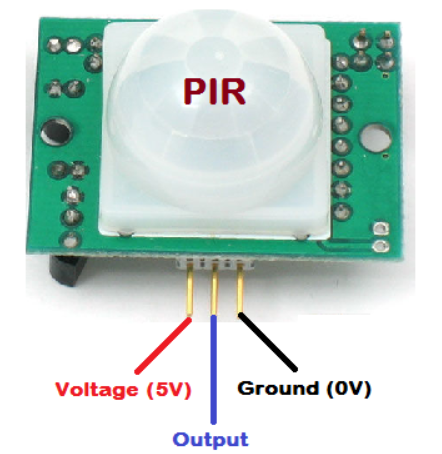 PIR
Voltage (5V)
Ground (0V)
Output